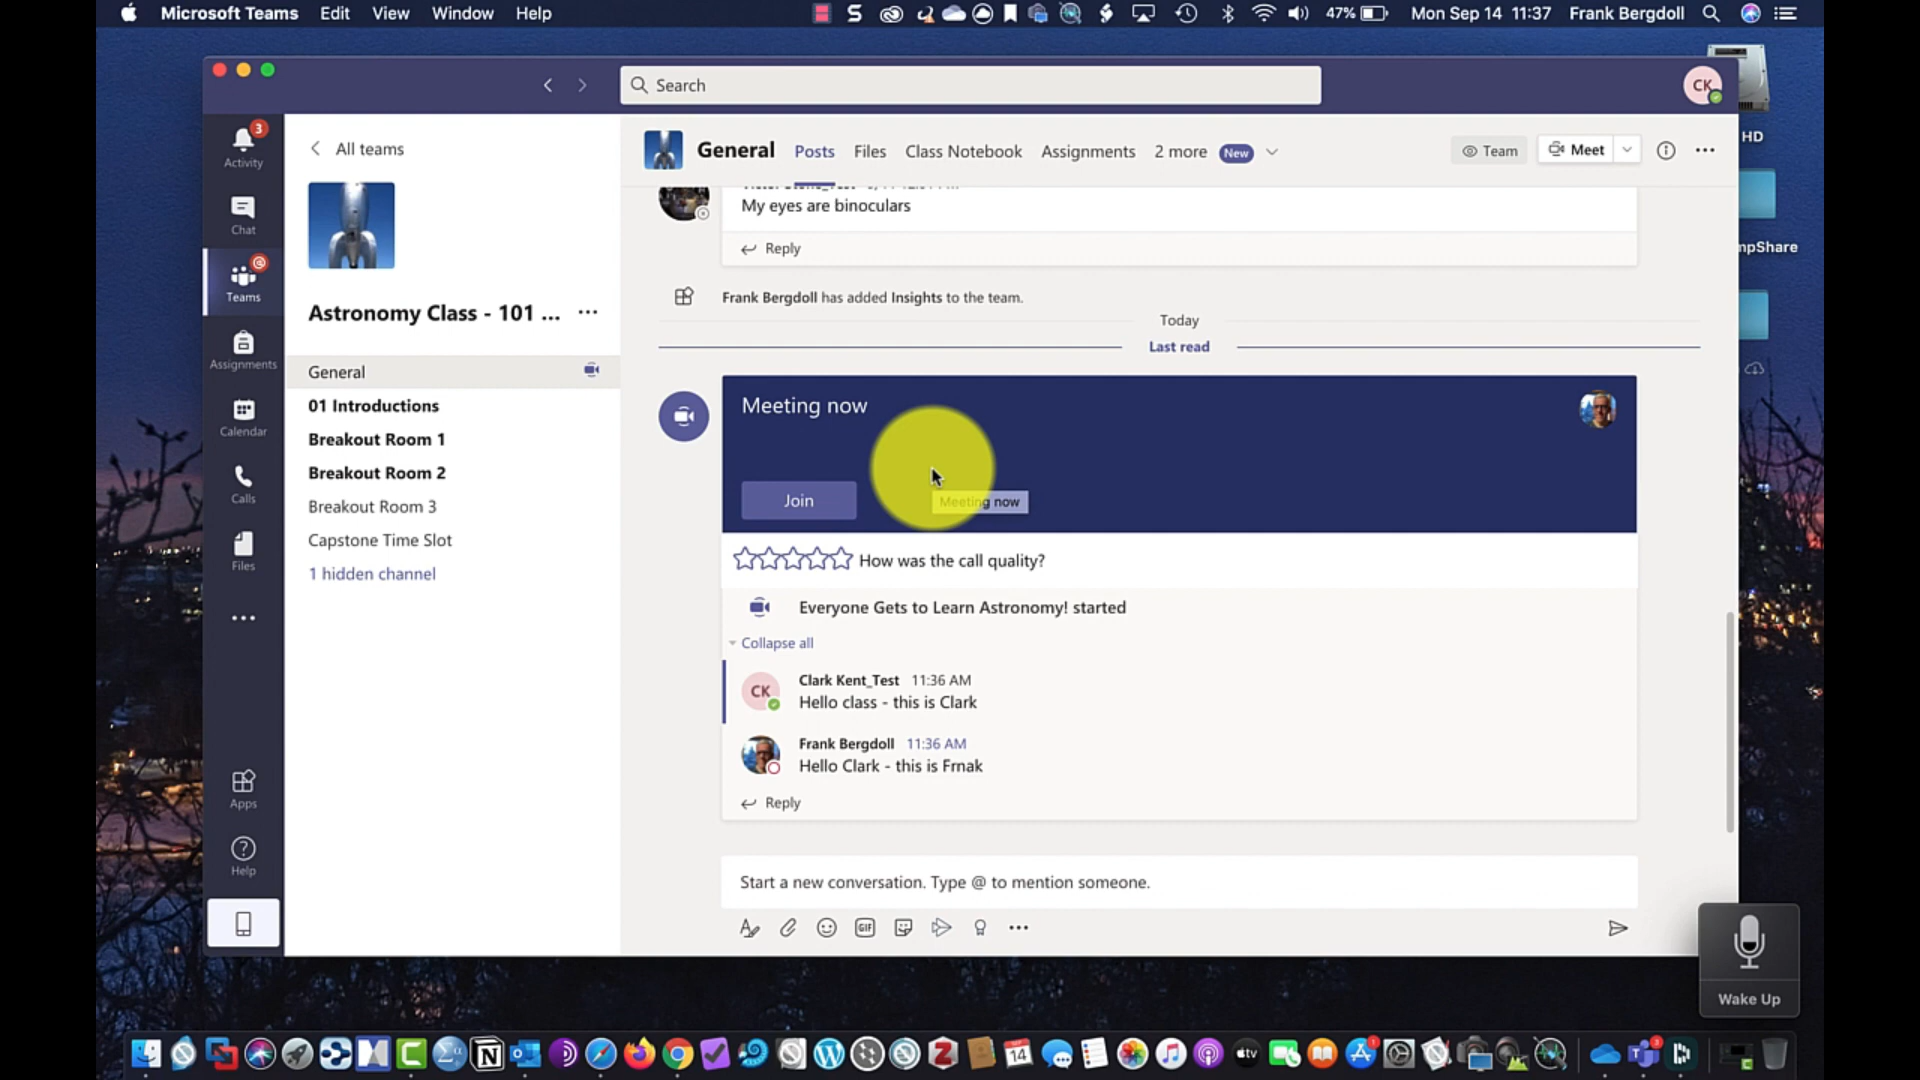 Microsoft Teams Edit View Window Help 47% Mon Sep 14 11:37 Frank Bergdoll
HD
mpShare
Search
CK
3
Activity
Chat
Teams
Assignments
Calendar
Calls
Files
Apps
Help
All teams
Astronomy Class - 101 ...
General
01 Introductions
Breakout Room 1
Breakout Room 2
Breakout Room 3
Capstone Time Slot
1 hidden channel
General Posts Files Class Notebook Assignments 2 more New
Team Meet
My eyes are binoculars
Reply
Frank Bergdoll has added Insights to the team.
Today
Last read
Meeting now
Join
Meeting now
How was the call quality?
Everyone Gets to Learn Astronomy! started
Collapse all
CK
Clark Kent_Test 11:36 AM
Hello class - this is Clark
Frank Bergdoll 11:36 AM
Hello Clark - this is Frnak
Reply
Start a new conversation. Type @ to mention someone.
GIF
Wake Up
14
tv